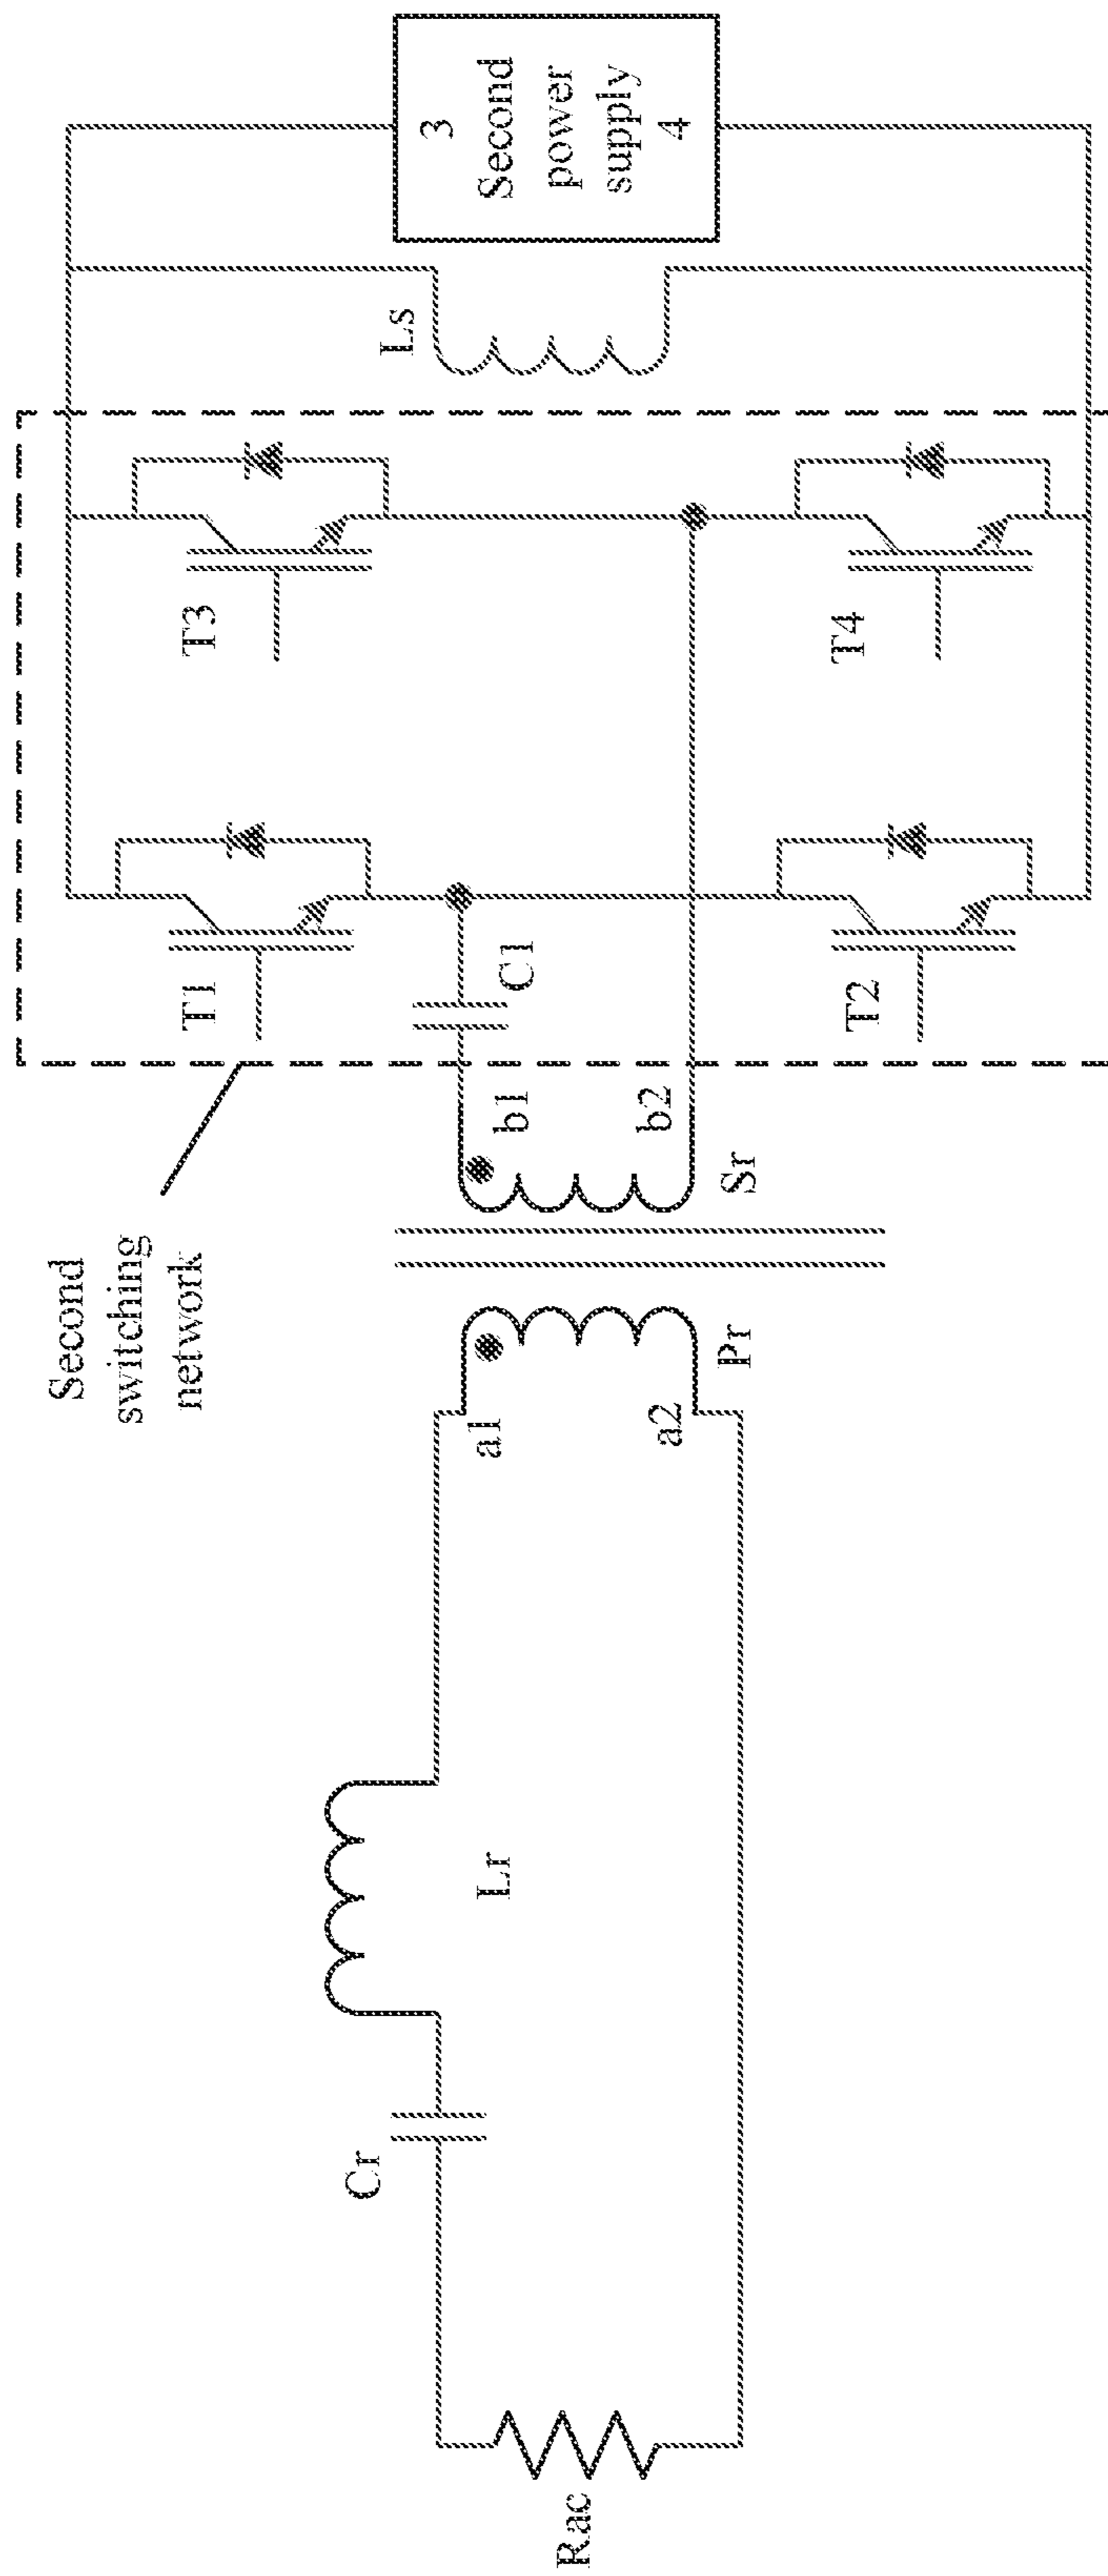 Rac
Cr
Lr
a1
a2
Pr
Sr
b1
b2
Second
switching
network
C1
T1
T2
T3
T4
Ls
3
Second
power
supply
4